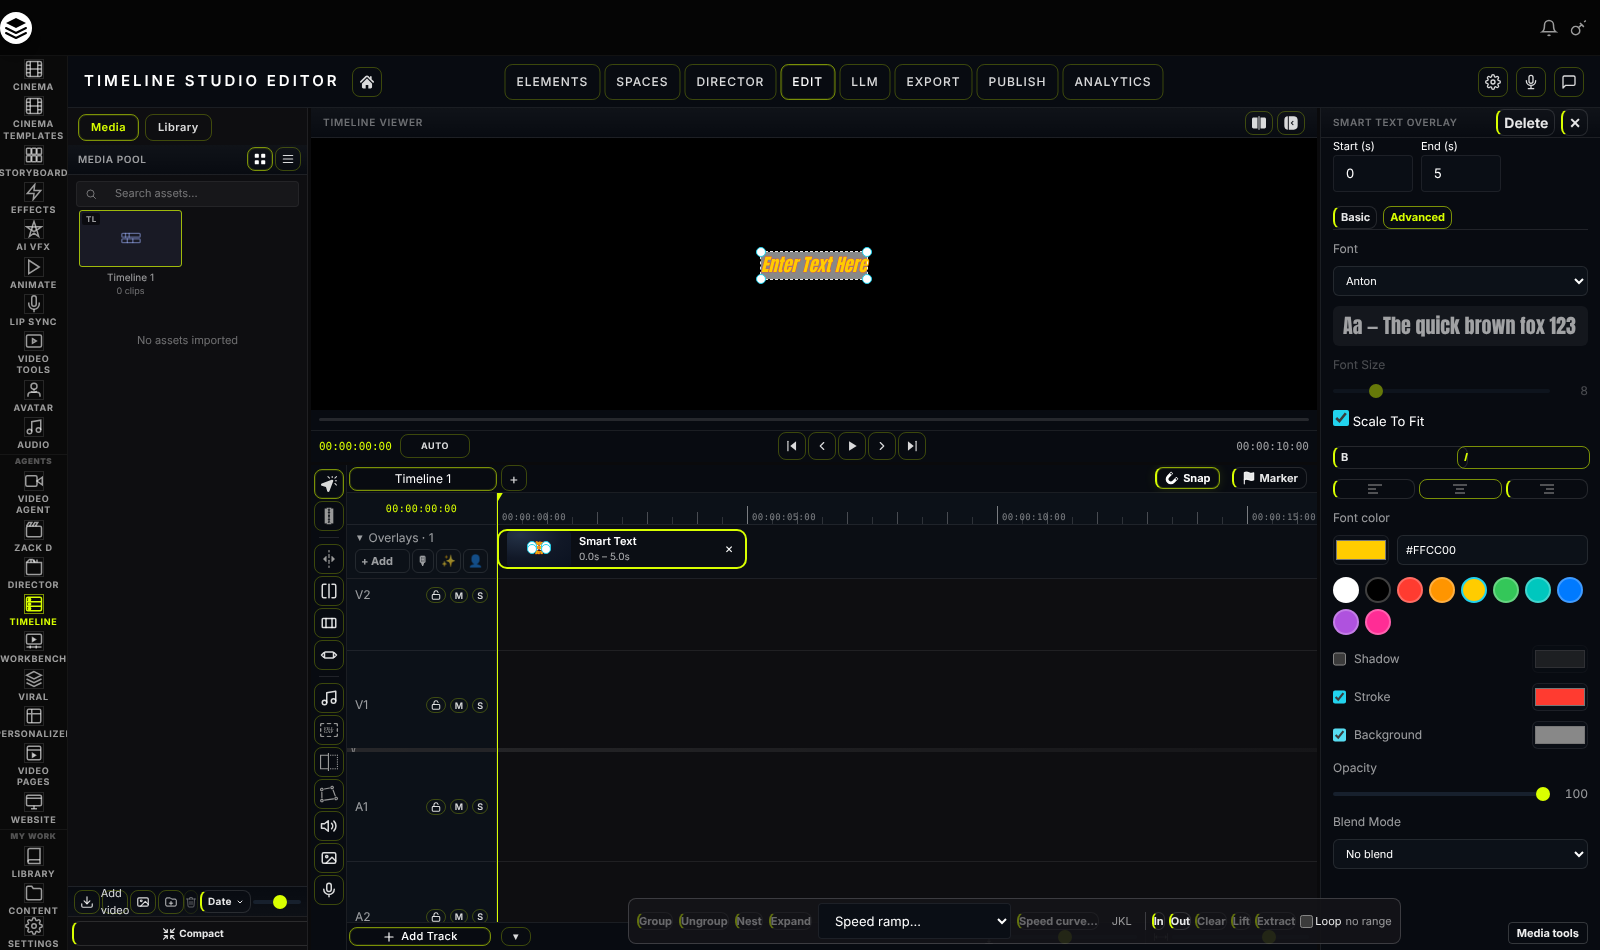 TIMELINE STUDIO EDITOR
ELEMENTS
SPACES
DIRECTOR
EDIT
LLM
EXPORT
PUBLISH
ANALYTICS
CINEMA
CINEMA
TEMPLATES
STORYBOARD
EFFECTS
AI VFX
ANIMATE
LIP SYNC
VIDEO
TOOLS
AVATAR
AUDIO
AGENTS
VIDEO
AGENT
ZACK D
DIRECTOR
TIMELINE
WORKBENCH
VIRAL
PERSONALIZE
VIDEO
PAGES
WEBSITE
MY WORK
LIBRARY
CONTENT
SETTINGS
Media
Library
MEDIA POOL
Search assets...
TL
Timeline 1
0 clips
No assets imported
Add
video
Date
Compact
TIMELINE VIEWER
Enter Text Here
00:00:00:00
AUTO
00:00:10:00
Timeline 1
+
Snap
Marker
00:00:00:00
00:00:00:00
00:00:05:00
00:00:10:00
00:00:15:00
Overlays · 1
+ Add
Smart Text
0.0s – 5.0s
×
V2
M
S
V1
M
S
A1
M
S
A2
M
S
+ Add Track
Group
Ungroup
Nest
Expand
Speed ramp...
Speed curve...
JKL
In
Out
Clear
Lift
Extract
Loop
no range
SMART TEXT OVERLAY
Delete
×
Start (s)
End (s)
0
5
Basic
Advanced
Font
Anton
Aa – The quick brown fox 123
Font Size
8
Scale To Fit
B
I
Font color
#FFCC00
Shadow
Stroke
Background
Opacity
100
Blend Mode
No blend
Media tools